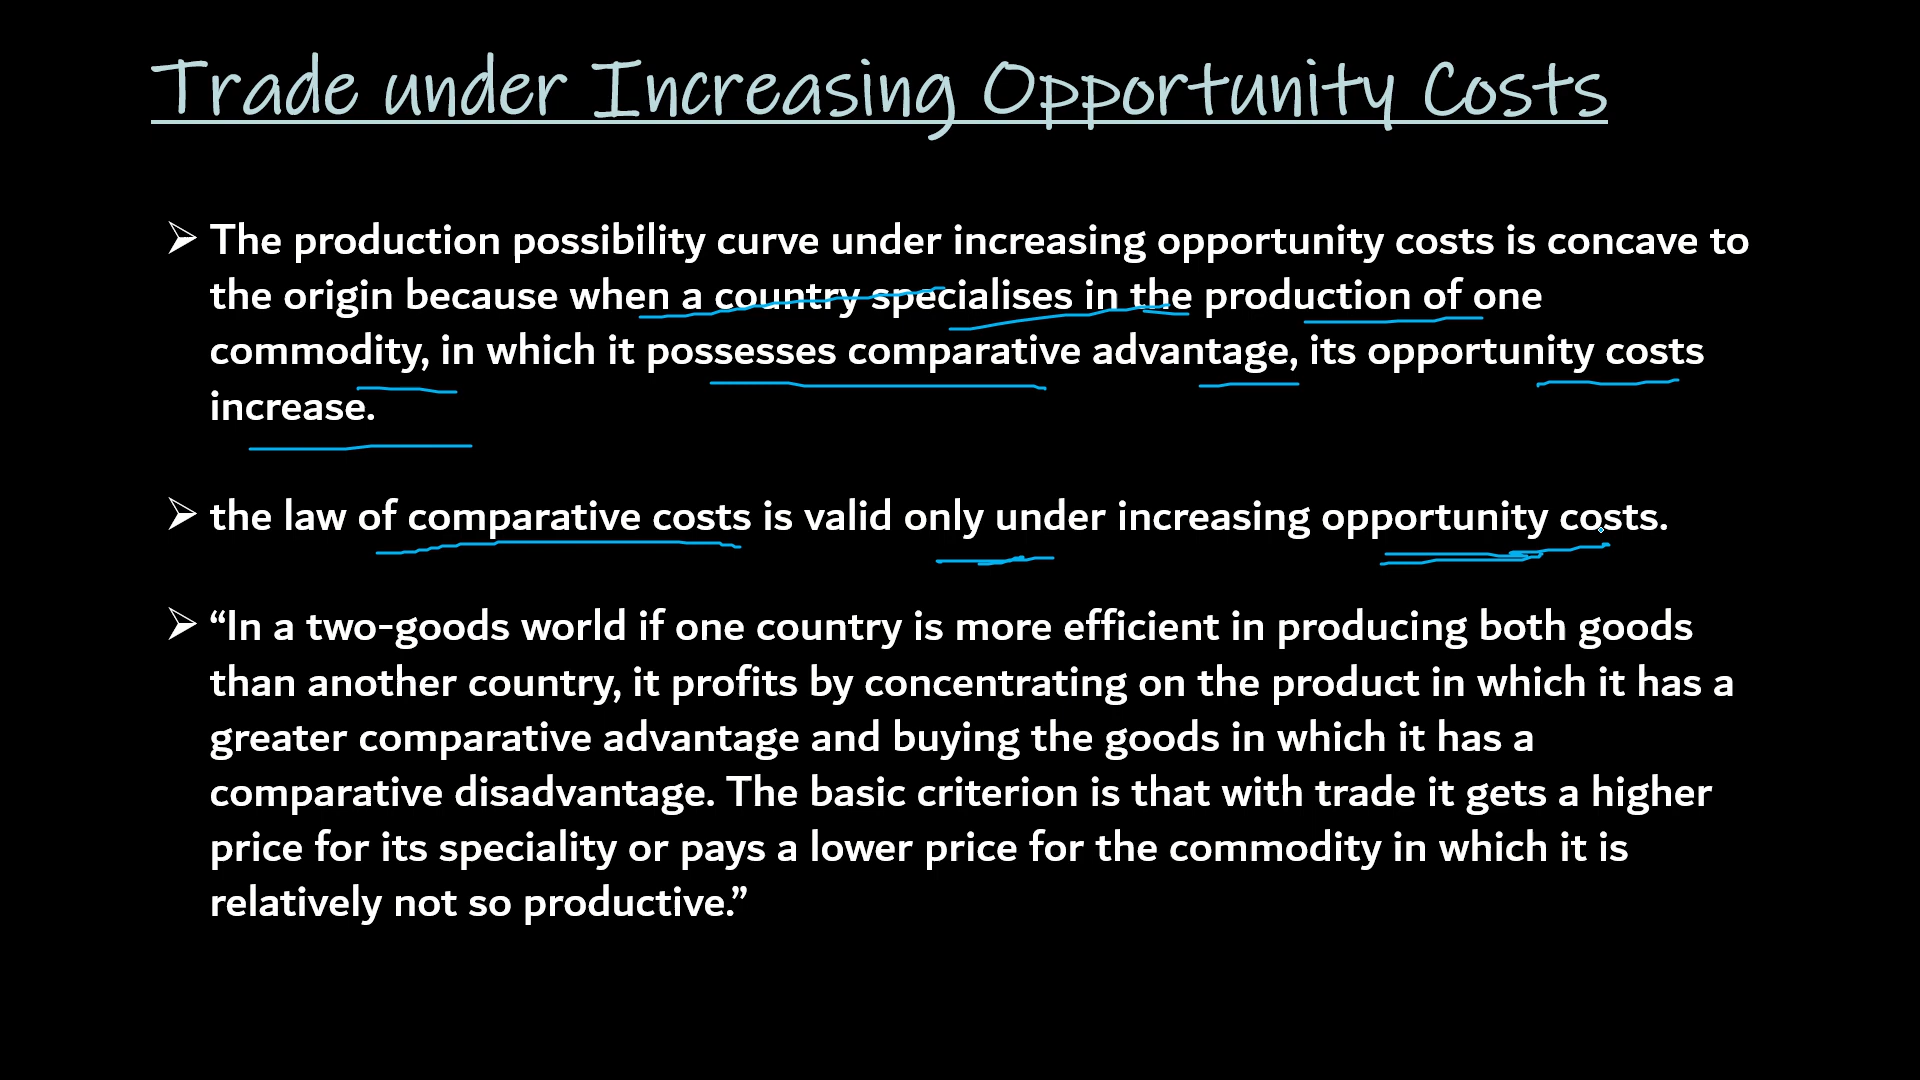 Trade under Increasing Opportunity Costs
➢ The production possibility curve under increasing opportunity costs is concave to
the origin because when a country specialises in the production of one
commodity, in which it possesses comparative advantage, its opportunity costs
increase.
➢ the law of comparative costs is valid only under increasing opportunity costs.
➢ “In a two-goods world if one country is more efficient in producing both goods
than another country, it profits by concentrating on the product in which it has a
greater comparative advantage and buying the goods in which it has a
comparative disadvantage. The basic criterion is that with trade it gets a higher
price for its speciality or pays a lower price for the commodity in which it is
relatively not so productive.”